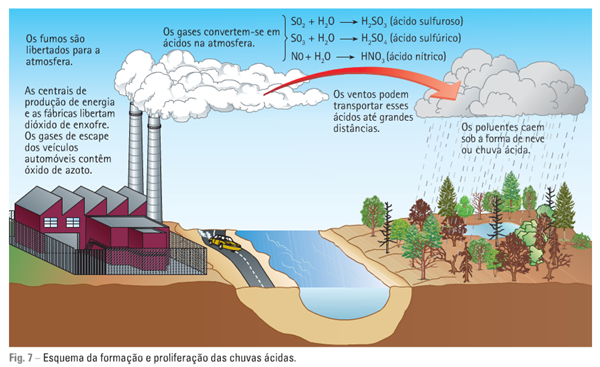 Os fumos são
libertados para a
atmosfera.
As centrais de
produção de energia
e as fábricas libertam
dióxido de enxofre.
Os gases de escape
dos veículos
automóveis contêm
óxido de azoto.
Os gases convertem-se em
ácidos na atmosfera.
SO₂ + H₂O → H₂SO₃ (ácido sulfuroso)
SO₃ + H₂O → H₂SO₄ (ácido sulfúrico)
NO + H₂O → HNO₃ (ácido nítrico)
Os ventos podem
transportar esses
ácidos até grandes
distâncias.
Os poluentes caem
sob a forma de neve
ou chuva ácida.
Fig. 7 – Esquema da formação e proliferação das chuvas ácidas.